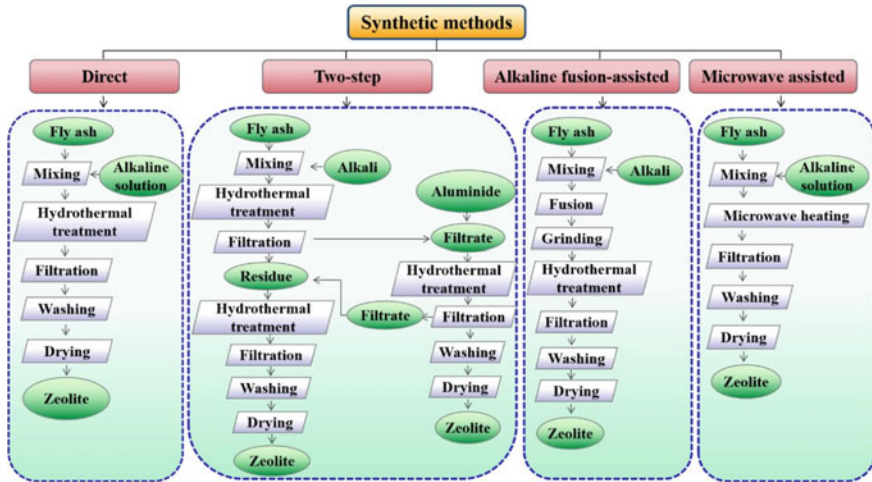 Synthetic methods
Direct
Two-step
Alkaline fusion-assisted
Microwave assisted
Fly ash
Mixing
Alkaline
solution
Hydrothermal
treatment
Filtration
Washing
Drying
Zeolite
Fly ash
Mixing
Alkali
Hydrothermal
treatment
Filtration
Residue
Hydrothermal
treatment
Filtration
Washing
Drying
Zeolite
Aluminide
Filtrate
Hydrothermal
treatment
Filtration
Filtrate
Washing
Drying
Zeolite
Fly ash
Mixing
Alkali
Fusion
Grinding
Hydrothermal
treatment
Filtration
Washing
Drying
Zeolite
Fly ash
Mixing
Alkaline
solution
Microwave heating
Filtration
Washing
Drying
Zeolite